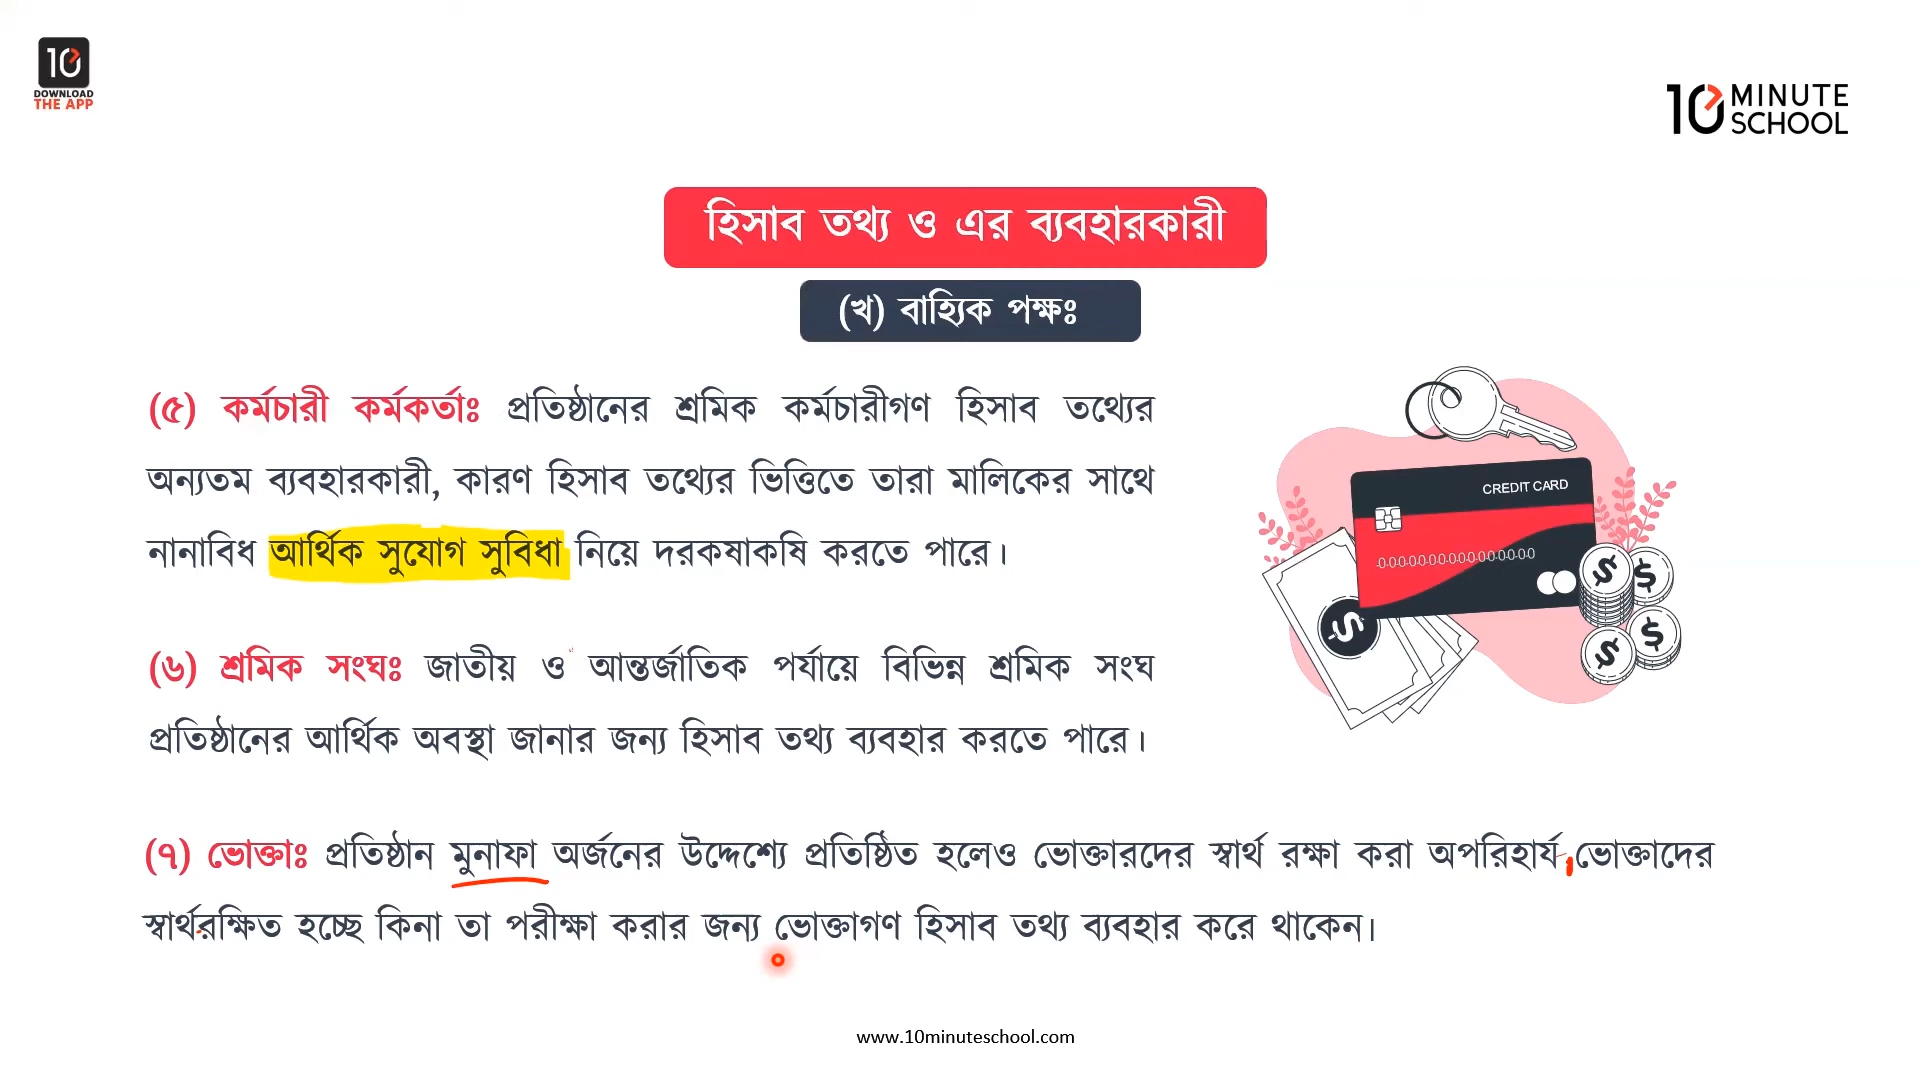 10
DOWNLOAD
THE APP
10 MINUTE
SCHOOL
হিসাব তথ্য ও এর ব্যবহারকারী
(খ) বাহ্যিক পক্ষঃ
(৫) কর্মচারী কর্মকর্তাঃ প্রতিষ্ঠানের শ্রমিক কর্মচারীগণ হিসাব তথ্যের
অন্যতম ব্যবহারকারী, কারণ হিসাব তথ্যের ভিত্তিতে তারা মালিকের সাথে
নানাবিধ আর্থিক সুযোগ সুবিধা নিয়ে দরকষাকষি করতে পারে।
CREDIT CARD
(৬) শ্রমিক সংঘঃ জাতীয় ও আন্তর্জাতিক পর্যায়ে বিভিন্ন শ্রমিক সংঘ
প্রতিষ্ঠানের আর্থিক অবস্থা জানার জন্য হিসাব তথ্য ব্যবহার করতে পারে।
(৭) ভোক্তাঃ প্রতিষ্ঠান মুনাফা অর্জনের উদ্দেশ্যে প্রতিষ্ঠিত হলেও ভোক্তারদের স্বার্থ রক্ষা করা অপরিহার্য,ভোক্তাদের
স্বার্থরক্ষিত হচ্ছে কিনা তা পরীক্ষা করার জন্য ভোক্তাগণ হিসাব তথ্য ব্যবহার করে থাকেন।
www.10minuteschool.com